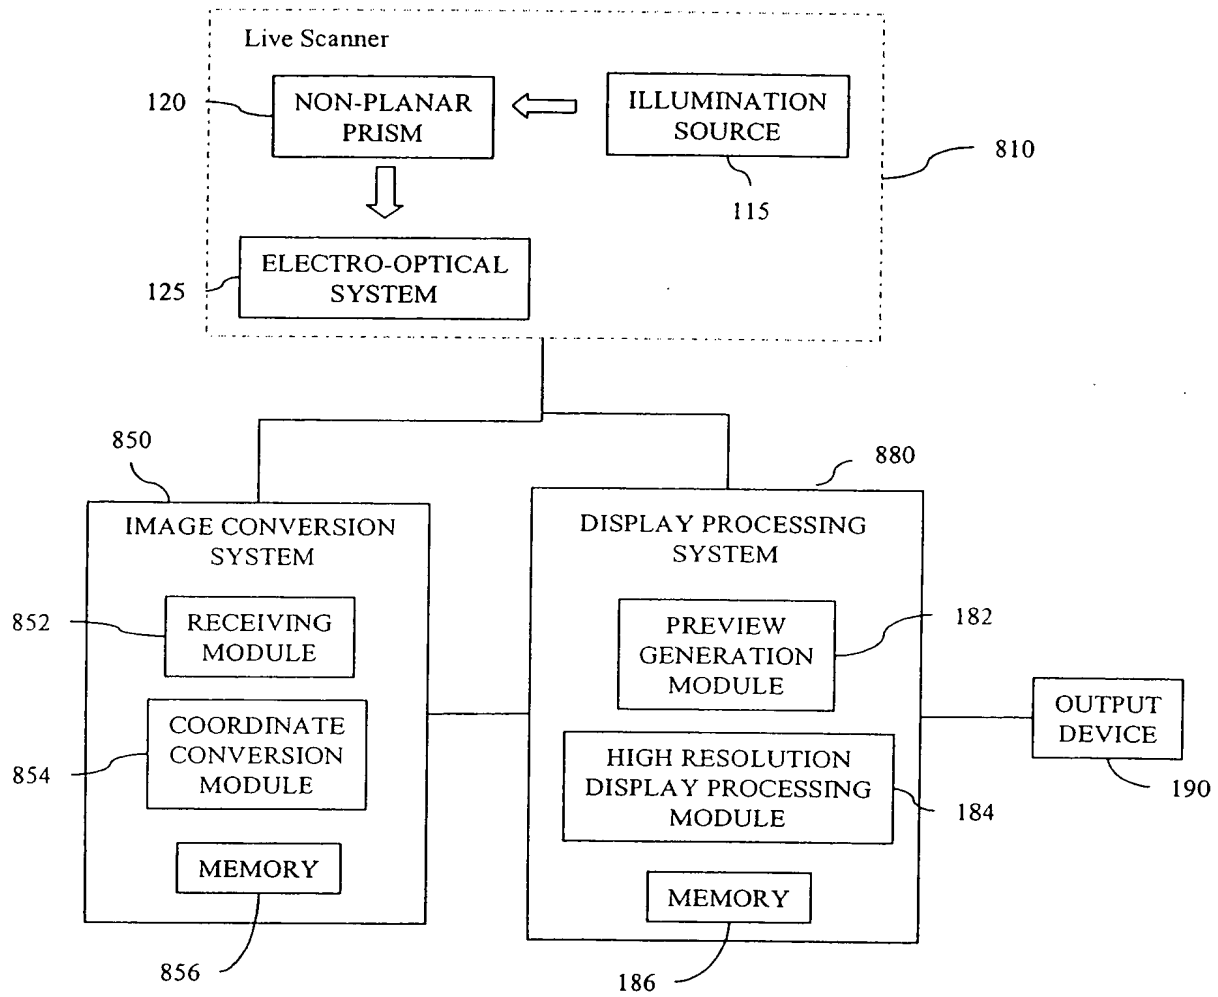 Live Scanner
120
NON-PLANAR
PRISM
ILLUMINATION
SOURCE
810
115
ELECTRO-OPTICAL
SYSTEM
125
850
880
IMAGE CONVERSION
SYSTEM
DISPLAY PROCESSING
SYSTEM
852
RECEIVING
MODULE
PREVIEW
GENERATION
MODULE
182
COORDINATE
CONVERSION
MODULE
854
HIGH RESOLUTION
DISPLAY PROCESSING
MODULE
184
OUTPUT
DEVICE
190
MEMORY
856
MEMORY
186